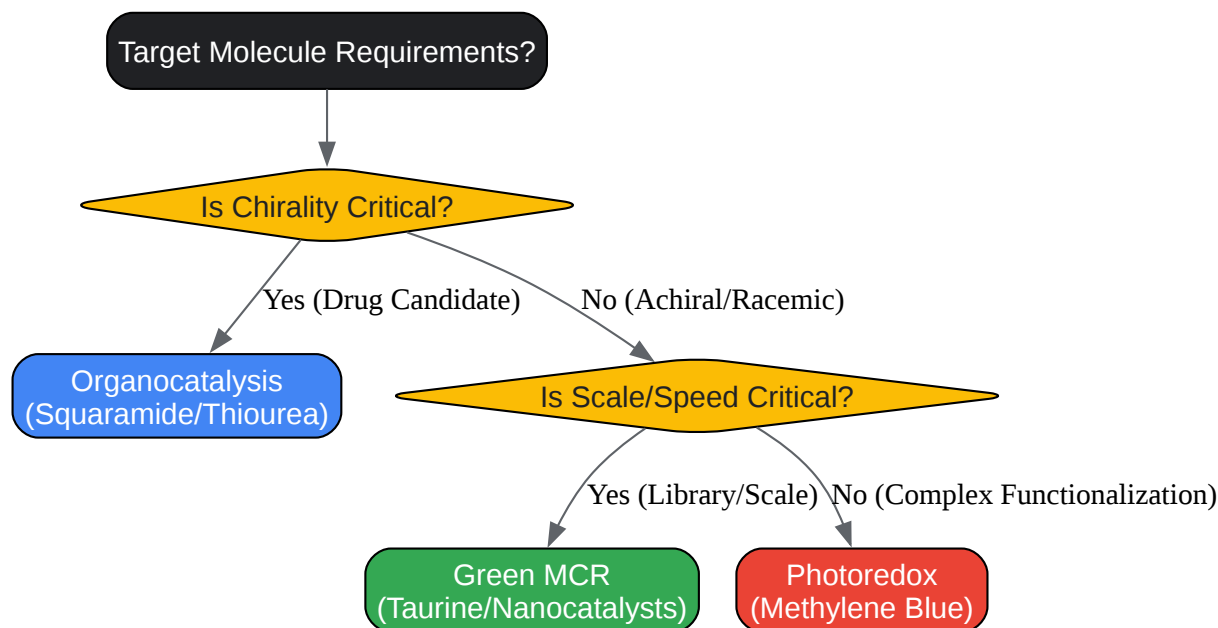 Target Molecule Requirements?
Is Chirality Critical?
Yes (Drug Candidate)
No (Achiral/Racemic)
Organocatalysis
(Squaramide/Thiourea)
Is Scale/Speed Critical?
Yes (Library/Scale)
No (Complex Functionalization)
Green MCR
(Taurine/Nanocatalysts)
Photoredox
(Methylene Blue)